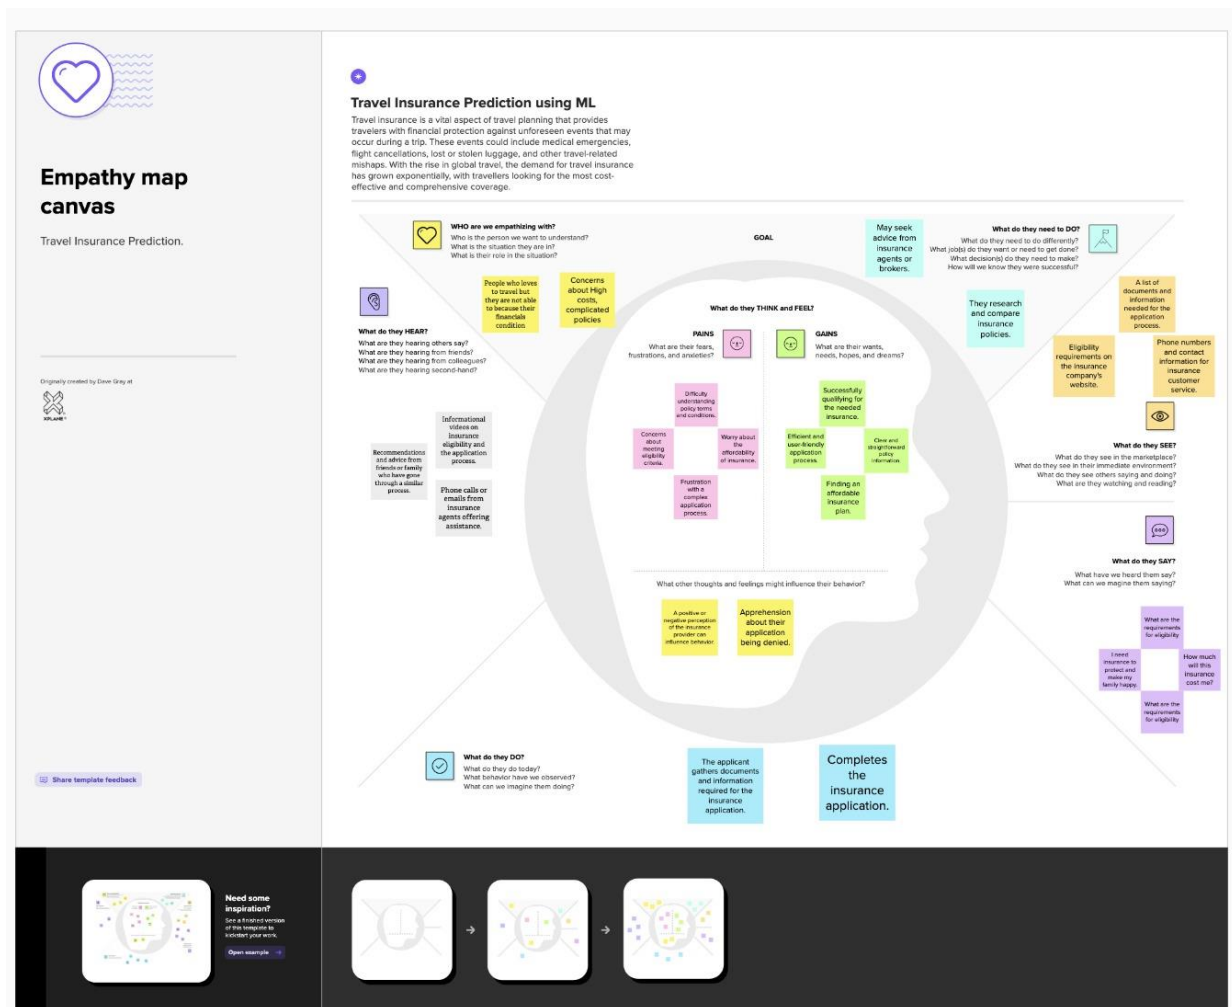 Empathy map
canvas
Travel Insurance Prediction.
Originally created by Dave Gray at
XPLANE
Share template feedback
Travel Insurance Prediction using ML
Travel insurance is a vital aspect of travel planning that provides
travelers with financial protection against unforeseen events that may
occur during a trip. These events could include medical emergencies,
flight cancellations, lost or stolen luggage, and other travel-related
mishaps. With the rise in global travel, the demand for travel insurance
has grown exponentially, with travellers looking for the most cost-
effective and comprehensive coverage.
WHO are we empathizing with?
Who is the person we want to understand?
What is the situation they are in?
What is their role in the situation?
People who loves
to travel but
they are not able
to because their
financials
condition
Concerns
about High
costs,
complicated
policies
GOAL
May seek
advice from
insurance
agents or
brokers.
They research
and compare
insurance
policies.
What do they need to DO?
What do they need to do differently?
What job(s) do they want or need to get done?
What decision(s) do they need to make?
How will we know they were successful?
What do they HEAR?
What are they hearing others say?
What are they hearing from friends?
What are they hearing from colleagues?
What are they hearing second-hand?
Recommendations
and advice from
friends or family
who have gone
through a similar
process.
Informational
videos on
insurance
eligibility and
the application
process.
Phone calls or
emails from
insurance
agents offering
assistance.
What do they THINK and FEEL?
PAINS
What are their fears,
frustrations, and anxieties?
Difficulty
understanding
policy terms
and conditions.
Concerns
about
meeting
eligibility
criteria.
Worry about
the
affordability
of insurance.
Frustration
with a
complex
application
process.
GAINS
What are their wants,
needs, hopes, and dreams?
Successfully
qualifying for
the needed
insurance.
Efficient and
user-friendly
application
process.
Clear and
straightforward
policy
information.
Finding an
affordable
insurance
plan.
What other thoughts and feelings might influence their behavior?
A positive or
negative perception
of the insurance
provider can
influence behavior
Apprehension
about their
application
being denied.
A list of
documents and
information
needed for the
application
process.
Eligibility
requirements on
the insurance
company's
website.
Phone numbers
and contact
information for
insurance
customer
service.
What do they SEE?
What do they see in the marketplace?
What do they see in their immediate environment?
What do they see others saying and doing?
What are they watching and reading?
What do they SAY?
What have we heard them say?
What can we magine them saying?
What are the
requirements
for eligibility
I need
insurance to
protect and
make my
family happy.
How much
will this
insurance
cost me?
What are the
requirements
for eligibility
What do they DO?
What do they do today?
What behavior have we observed?
What can we imagine them doing?
The applicant
gathers documents
and information
required for the
insurance
application.
Completes
the
insurance
application.
Need some
inspiration?
See a finished version
of this template to
kickstart your work.
Open example